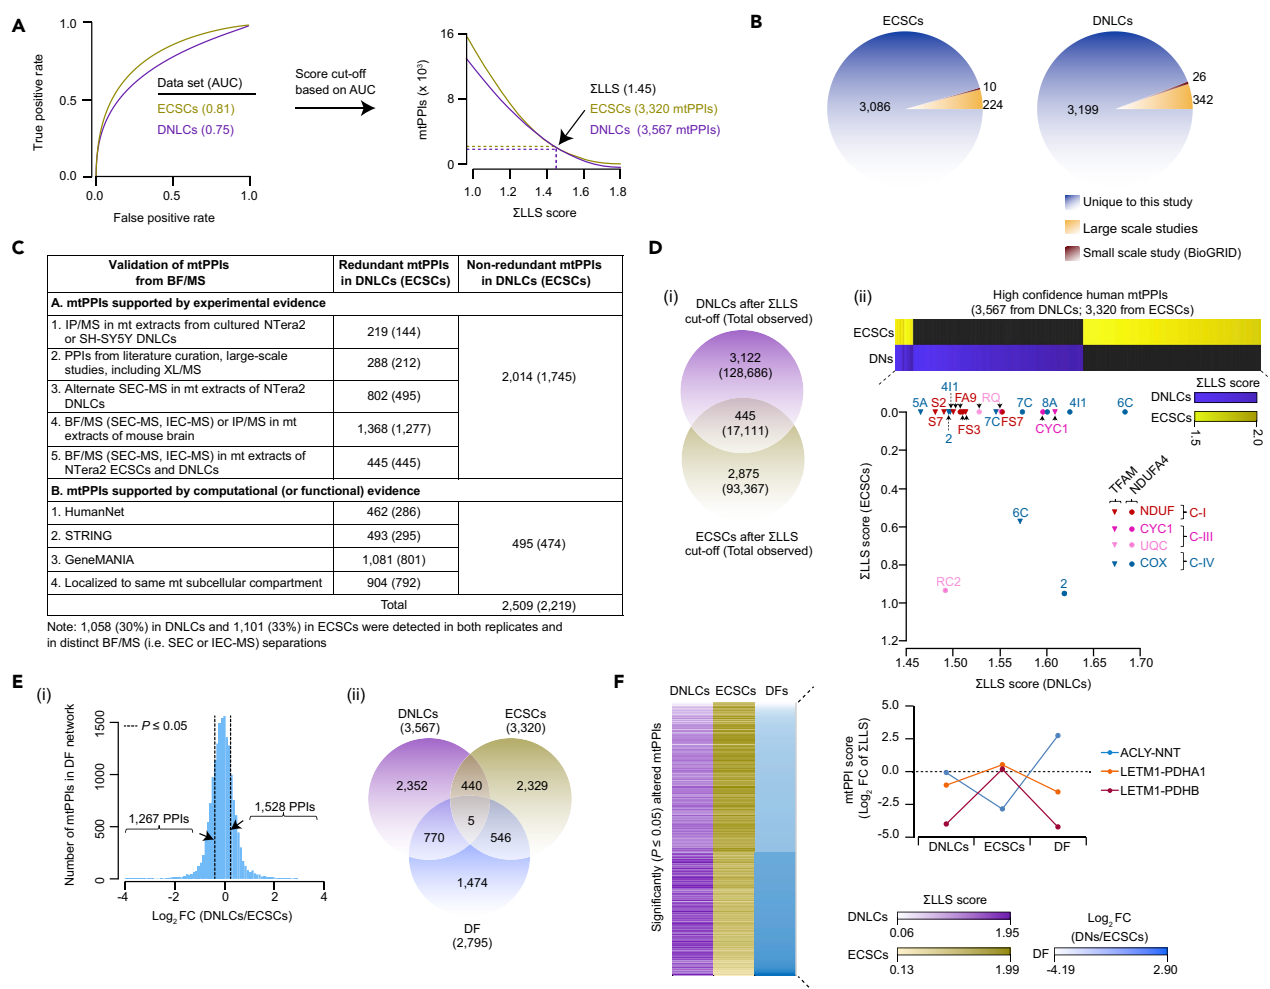 A
1.0
0.5
0.0
True positive rate
Data set (AUC)
ECSCs (0.81)
DNLCs (0.75)
0.0
0.5
1.0
False positive rate
Score cut-off
based on AUC
16
8
0
mtPPIs (x 10³)
ΣLLS (1.45)
ECSCs (3,320 mtPPIs)
DNLCs (3,567 mtPPIs)
1.0
1.2
1.4
1.6
1.8
ΣLLS score
B
ECSCs
DNLCs
3,086
10
224
3,199
26
342
Unique to this study
Large scale studies
Small scale study (BioGRID)
C
Validation of mtPPIs
from BF/MS
Redundant mtPPIs
in DNLCs (ECSCs)
Non-redundant mtPPIs
in DNLCs (ECSCs)
A. mtPPIs supported by experimental evidence
1. IP/MS in mt extracts from cultured NTera2
or SH-SY5Y DNLCs
219 (144)
2. PPIs from literature curation, large-scale
studies, including XL/MS
288 (212)
3. Alternate SEC-MS in mt extracts of NTera2
DNLCs
802 (495)
4. BF/MS (SEC-MS, IEC-MS) or IP/MS in mt
extracts of mouse brain
1,368 (1,277)
5. BF/MS (SEC-MS, IEC-MS) in mt extracts of
NTera2 ECSCs and DNLCs
445 (445)
2,014 (1,745)
B. mtPPIs supported by computational (or functional) evidence
1. HumanNet
462 (286)
2. STRING
493 (295)
3. GeneMANIA
1,081 (801)
4. Localized to same mt subcellular compartment
904 (792)
495 (474)
Total
2,509 (2,219)
Note: 1,058 (30%) in DNLCs and 1,101 (33%) in ECSCs were detected in both replicates and
in distinct BF/MS (i.e. SEC or IEC-MS) separations
D
(i)
DNLCs after ΣLLS
cut-off (Total observed)
3,122
(128,686)
445
(17,111)
2,875
(93,367)
ECSCs after ΣLLS
cut-off (Total observed)
(ii)
High confidence human mtPPIs
(3,567 from DNLCs; 3,320 from ECSCs)
ECSCs
DNs
ΣLLS score
DNLCs
ECSCs
1.5
2.0
4I1
5A
S2
FA9
RQ
7C
8A
4I1
6C
S7
2
FS3
7C
FS7
CYC1
6C
RC2
2
0.0
0.2
0.4
0.6
0.8
1.0
1.2
ΣLLS score (ECSCs)
1.45
1.50
1.55
1.60
1.65
1.70
ΣLLS score (DNLCs)
TFAM
NDUFA4
NDUF
C-I
CYC1
UQC
C-III
COX
C-IV
E
(i)
P ≤ 0.05
1500
1000
500
0
Number of mtPPIs in DF network
1,267 PPIs
1,528 PPIs
-4
-2
0
2
4
Log₂ FC (DNLCs/ECSCs)
(ii)
DNLCs
(3,567)
ECSCs
(3,320)
2,352
440
2,329
5
770
546
1,474
DF
(2,795)
F
DNLCs
ECSCs
DFs
Significantly (P ≤ 0.05) altered mtPPIs
5.0
2.5
0.0
-2.5
-5.0
mtPPI score
(Log₂ FC of ΣLLS)
DNLCs
ECSCs
DF
ACLY-NNT
LETM1-PDHA1
LETM1-PDHB
ΣLLS score
DNLCs
0.06
1.95
ECSCs
0.13
1.99
Log₂ FC
(DNs/ECSCs)
DF
-4.19
2.90